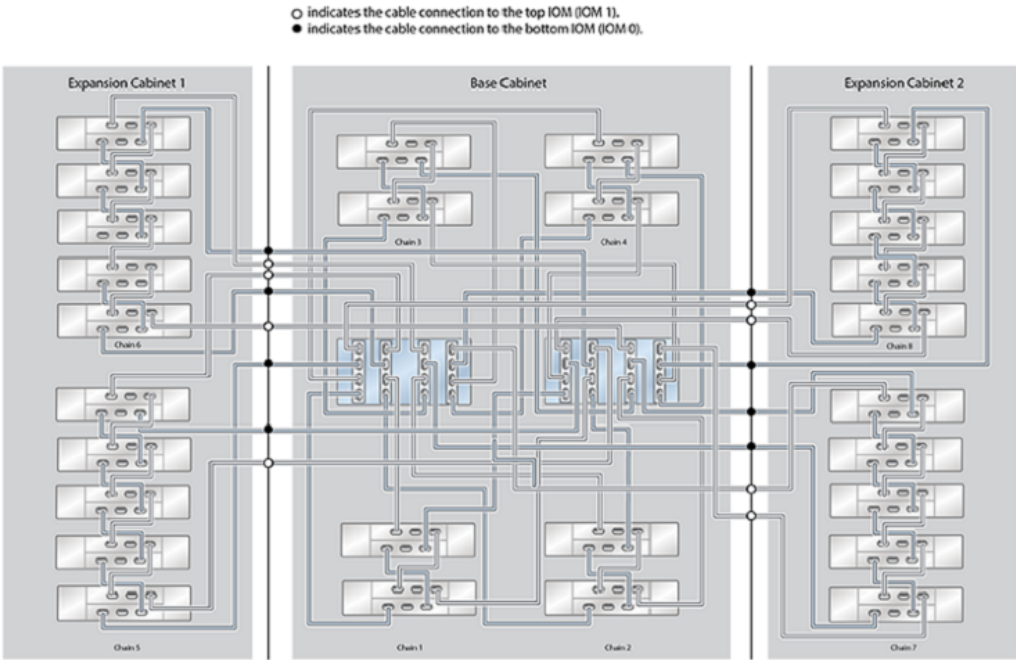 indicates the cable connection to the top IOM (IOM 1).
indicates the cable connection to the bottom IOM (IOM 0).
Expansion Cabinet 1
Base Cabinet
Expansion Cabinet 2
Chain 3
Chain 4
Chain 6
Chain 8
Chain 5
Chain 1
Chain 2
Chain 7